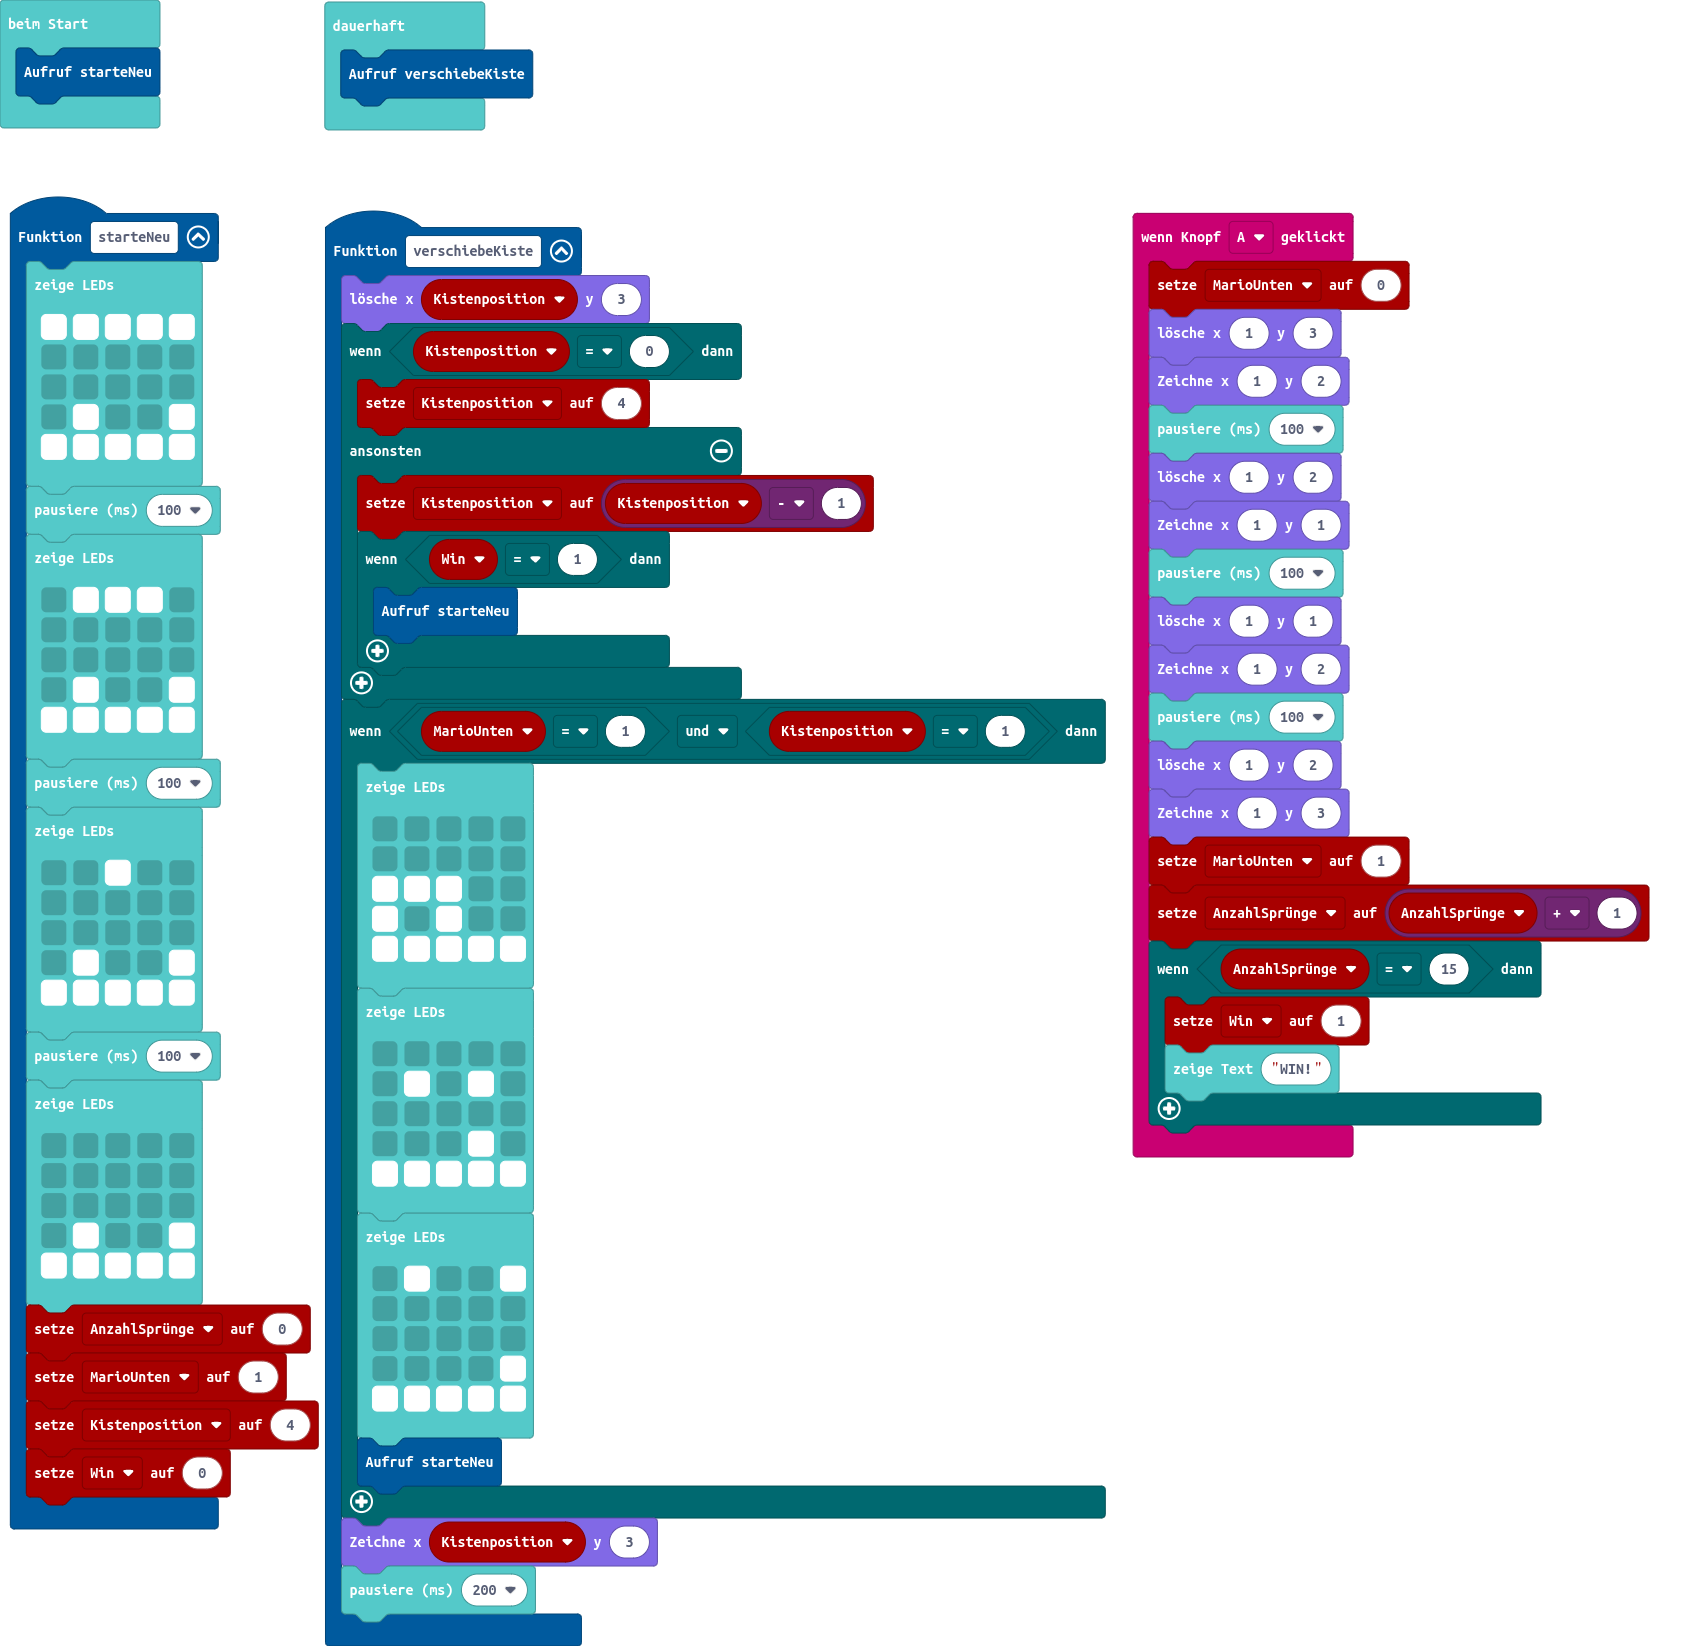 beim Start
Aufruf starteNeu
dauerhaft
Aufruf verschiebeKiste
Funktion starteNeu
zeige LEDs
pausiere (ms) 100
zeige LEDs
pausiere (ms) 100
zeige LEDs
pausiere (ms) 100
zeige LEDs
setze AnzahlSprünge auf 0
setze MarioUnten auf 1
setze Kistenposition auf 4
setze Win auf 0
Funktion verschiebeKiste
lösche x Kistenposition y 3
wenn Kistenposition = 0 dann
setze Kistenposition auf 4
ansonsten
setze Kistenposition auf Kistenposition - 1
wenn Win = 1 dann
Aufruf starteNeu
wenn MarioUnten = 1 und Kistenposition = 1 dann
zeige LEDs
zeige LEDs
zeige LEDs
Aufruf starteNeu
Zeichne x Kistenposition y 3
pausiere (ms) 200
wenn Knopf A geklickt
setze MarioUnten auf 0
lösche x 1 y 3
Zeichne x 1 y 2
pausiere (ms) 100
lösche x 1 y 2
Zeichne x 1 y 1
pausiere (ms) 100
lösche x 1 y 1
Zeichne x 1 y 2
pausiere (ms) 100
lösche x 1 y 2
Zeichne x 1 y 3
setze MarioUnten auf 1
setze AnzahlSprünge auf AnzahlSprünge + 1
wenn AnzahlSprünge = 15 dann
setze Win auf 1
zeige Text "WIN!"